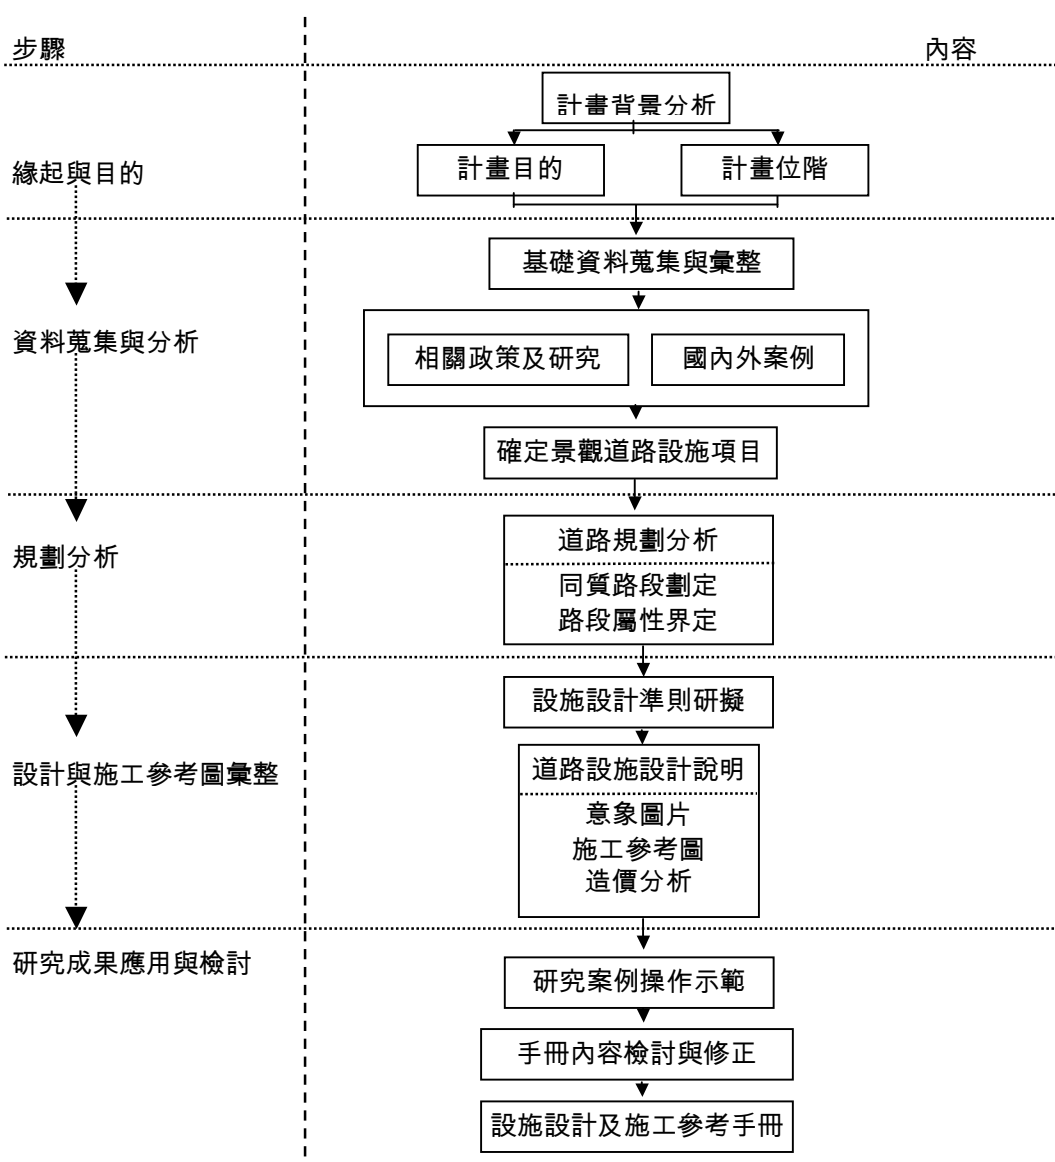 步驟
內容
計畫背景分析
緣起與目的
計畫目的
計畫位階
基礎資料蒐集與彙整
資料蒐集與分析
相關政策及研究
國內外案例
確定景觀道路設施項目
規劃分析
道路規劃分析
同質路段劃定
路段屬性界定
設施設計準則研擬
設計與施工參考圖彙整
道路設施設計說明
意象圖片
施工參考圖
造價分析
研究成果應用與檢討
研究案例操作示範
手冊內容檢討與修正
設施設計及施工參考手冊